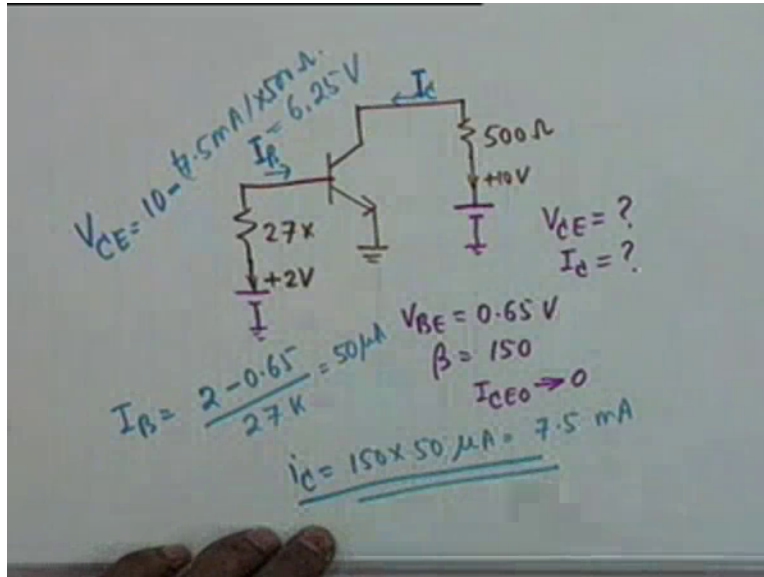 V_CE = 10 - 7.5mA/×500Ω.
= 6.25V
I_B
I_C
500Ω
+10V
27K
+2V
V_CE = ?
I_C = ?
V_BE = 0.65 V
β = 150
I_CEO → 0
I_B = 2 - 0.65 / 27K = 50μA
i_C = 150 × 50 μA = 7.5 mA